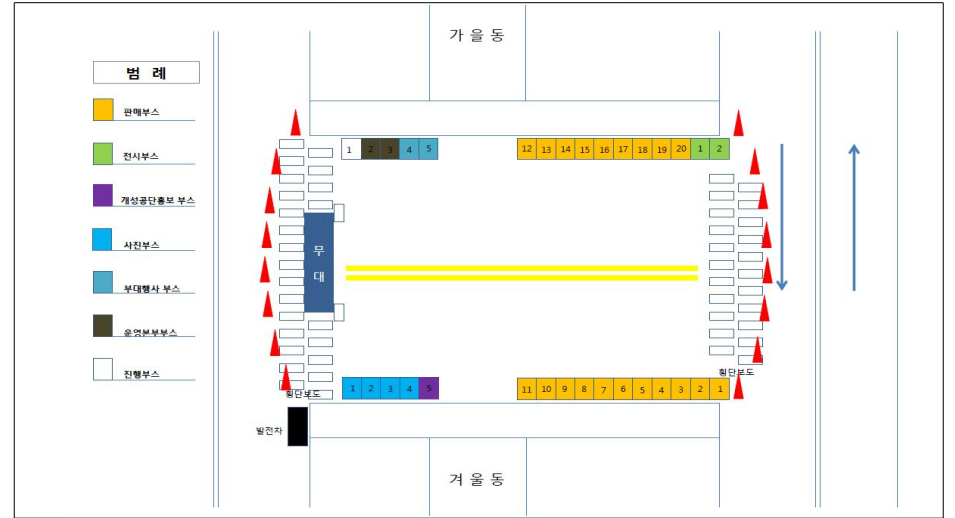 가을동
범 례
판매부스
전시부스
개성공단홍보 부스
사진부스
부대행사 부스
운영본부부스
진행부스
1 2 3 4 5
12 13 14 15 16 17 18 19 20 1 2
무
대
횡단보도
1 2 3 4 5
11 10 9 8 7 6 5 4 3 2 1
횡단보도
발전차
겨울동